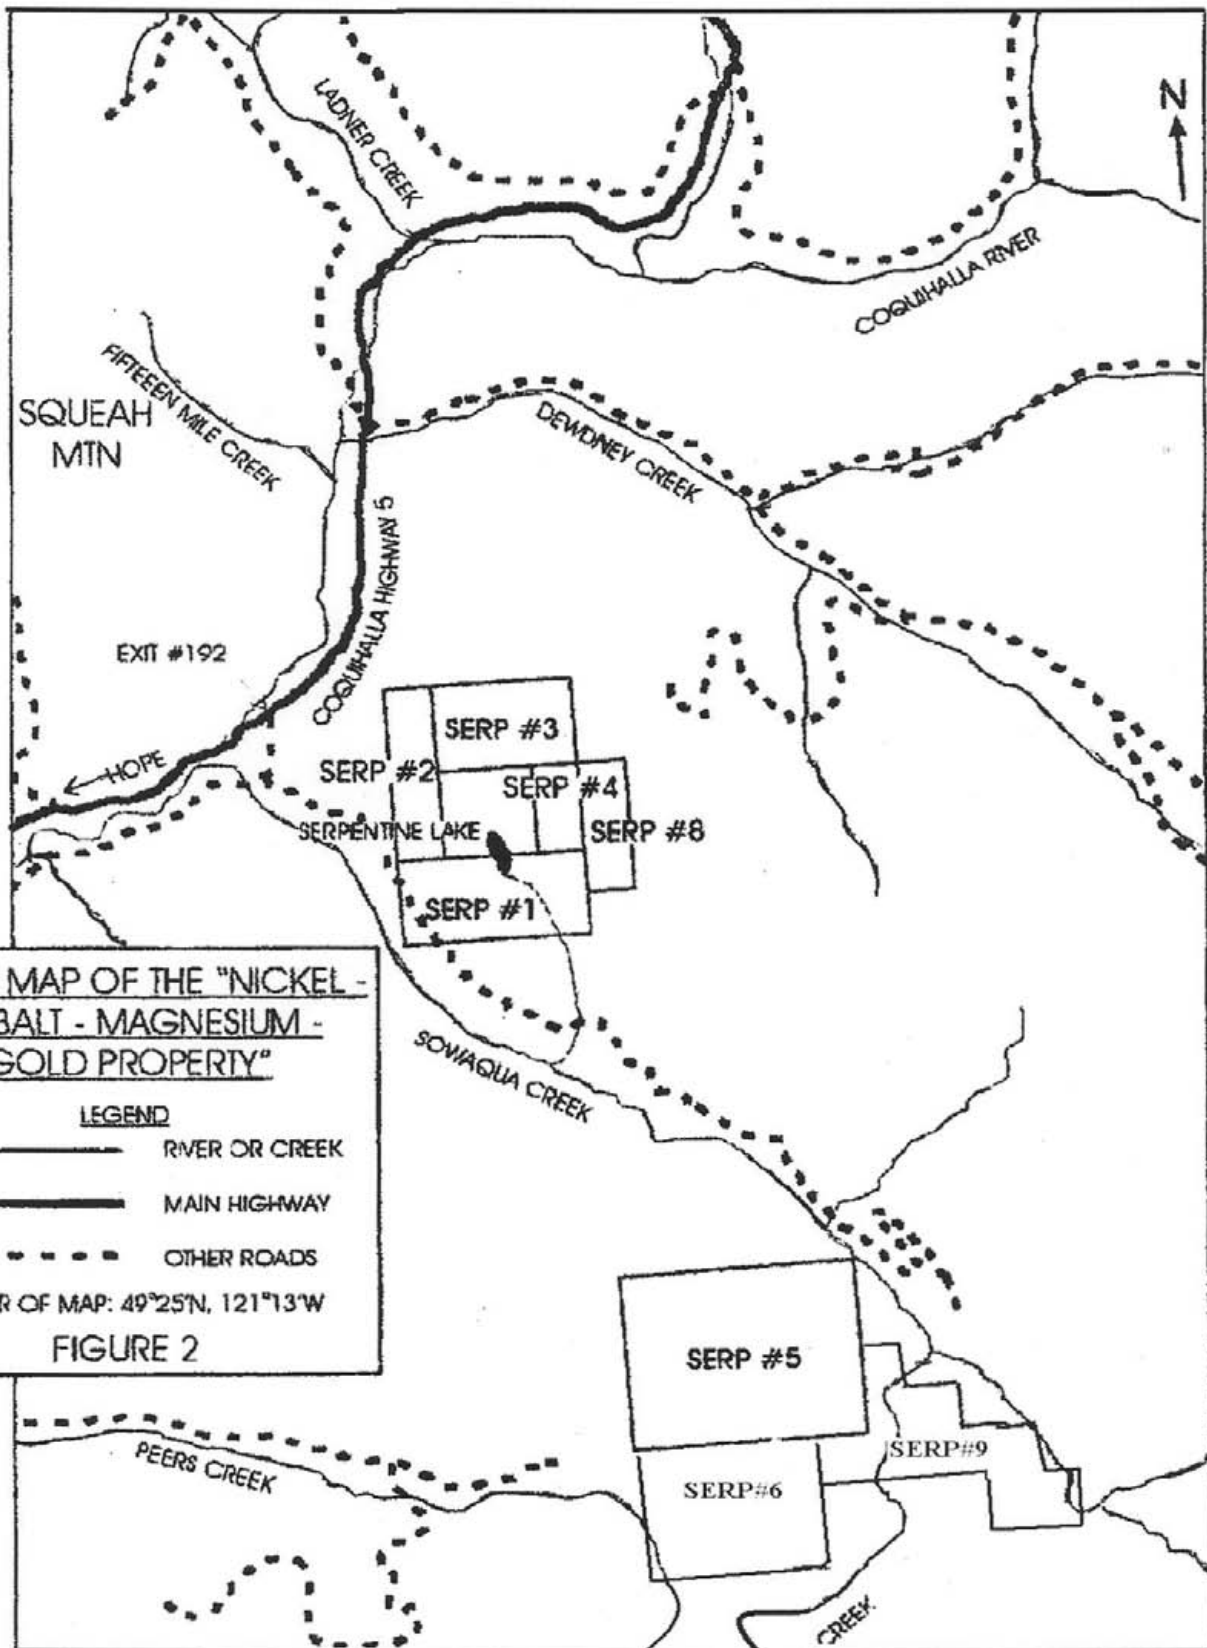 N
LADNER CREEK
COQUIHALLA RIVER
FIFTEEEN MILE CREEK
SQUEAH
MTN
DEWDNEY CREEK
COQUIHALLA HIGHWAY 5
EXIT #192
HOPE
SERP #3
SERP #2
SERP #4
SERPENTINE LAKE
SERP #8
SERP #1
SOWAQUA CREEK
MAP OF THE "NICKEL -
BALT - MAGNESIUM -
GOLD PROPERTY"
LEGEND
RIVER OR CREEK
MAIN HIGHWAY
OTHER ROADS
R OF MAP: 49°25'N, 121°13'W
FIGURE 2
SERP #5
SERP#9
SERP#6
PEERS CREEK
CREEK